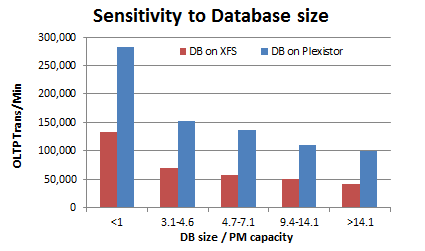 Sensitivity to Database size
DB on XFS
DB on Plexistor
300,000
250,000
200,000
150,000
100,000
50,000
0
OLTP Trans/Min
<1
3.1-4.6
4.7-7.1
9.4-14.1
>14.1
DB size / PM capacity